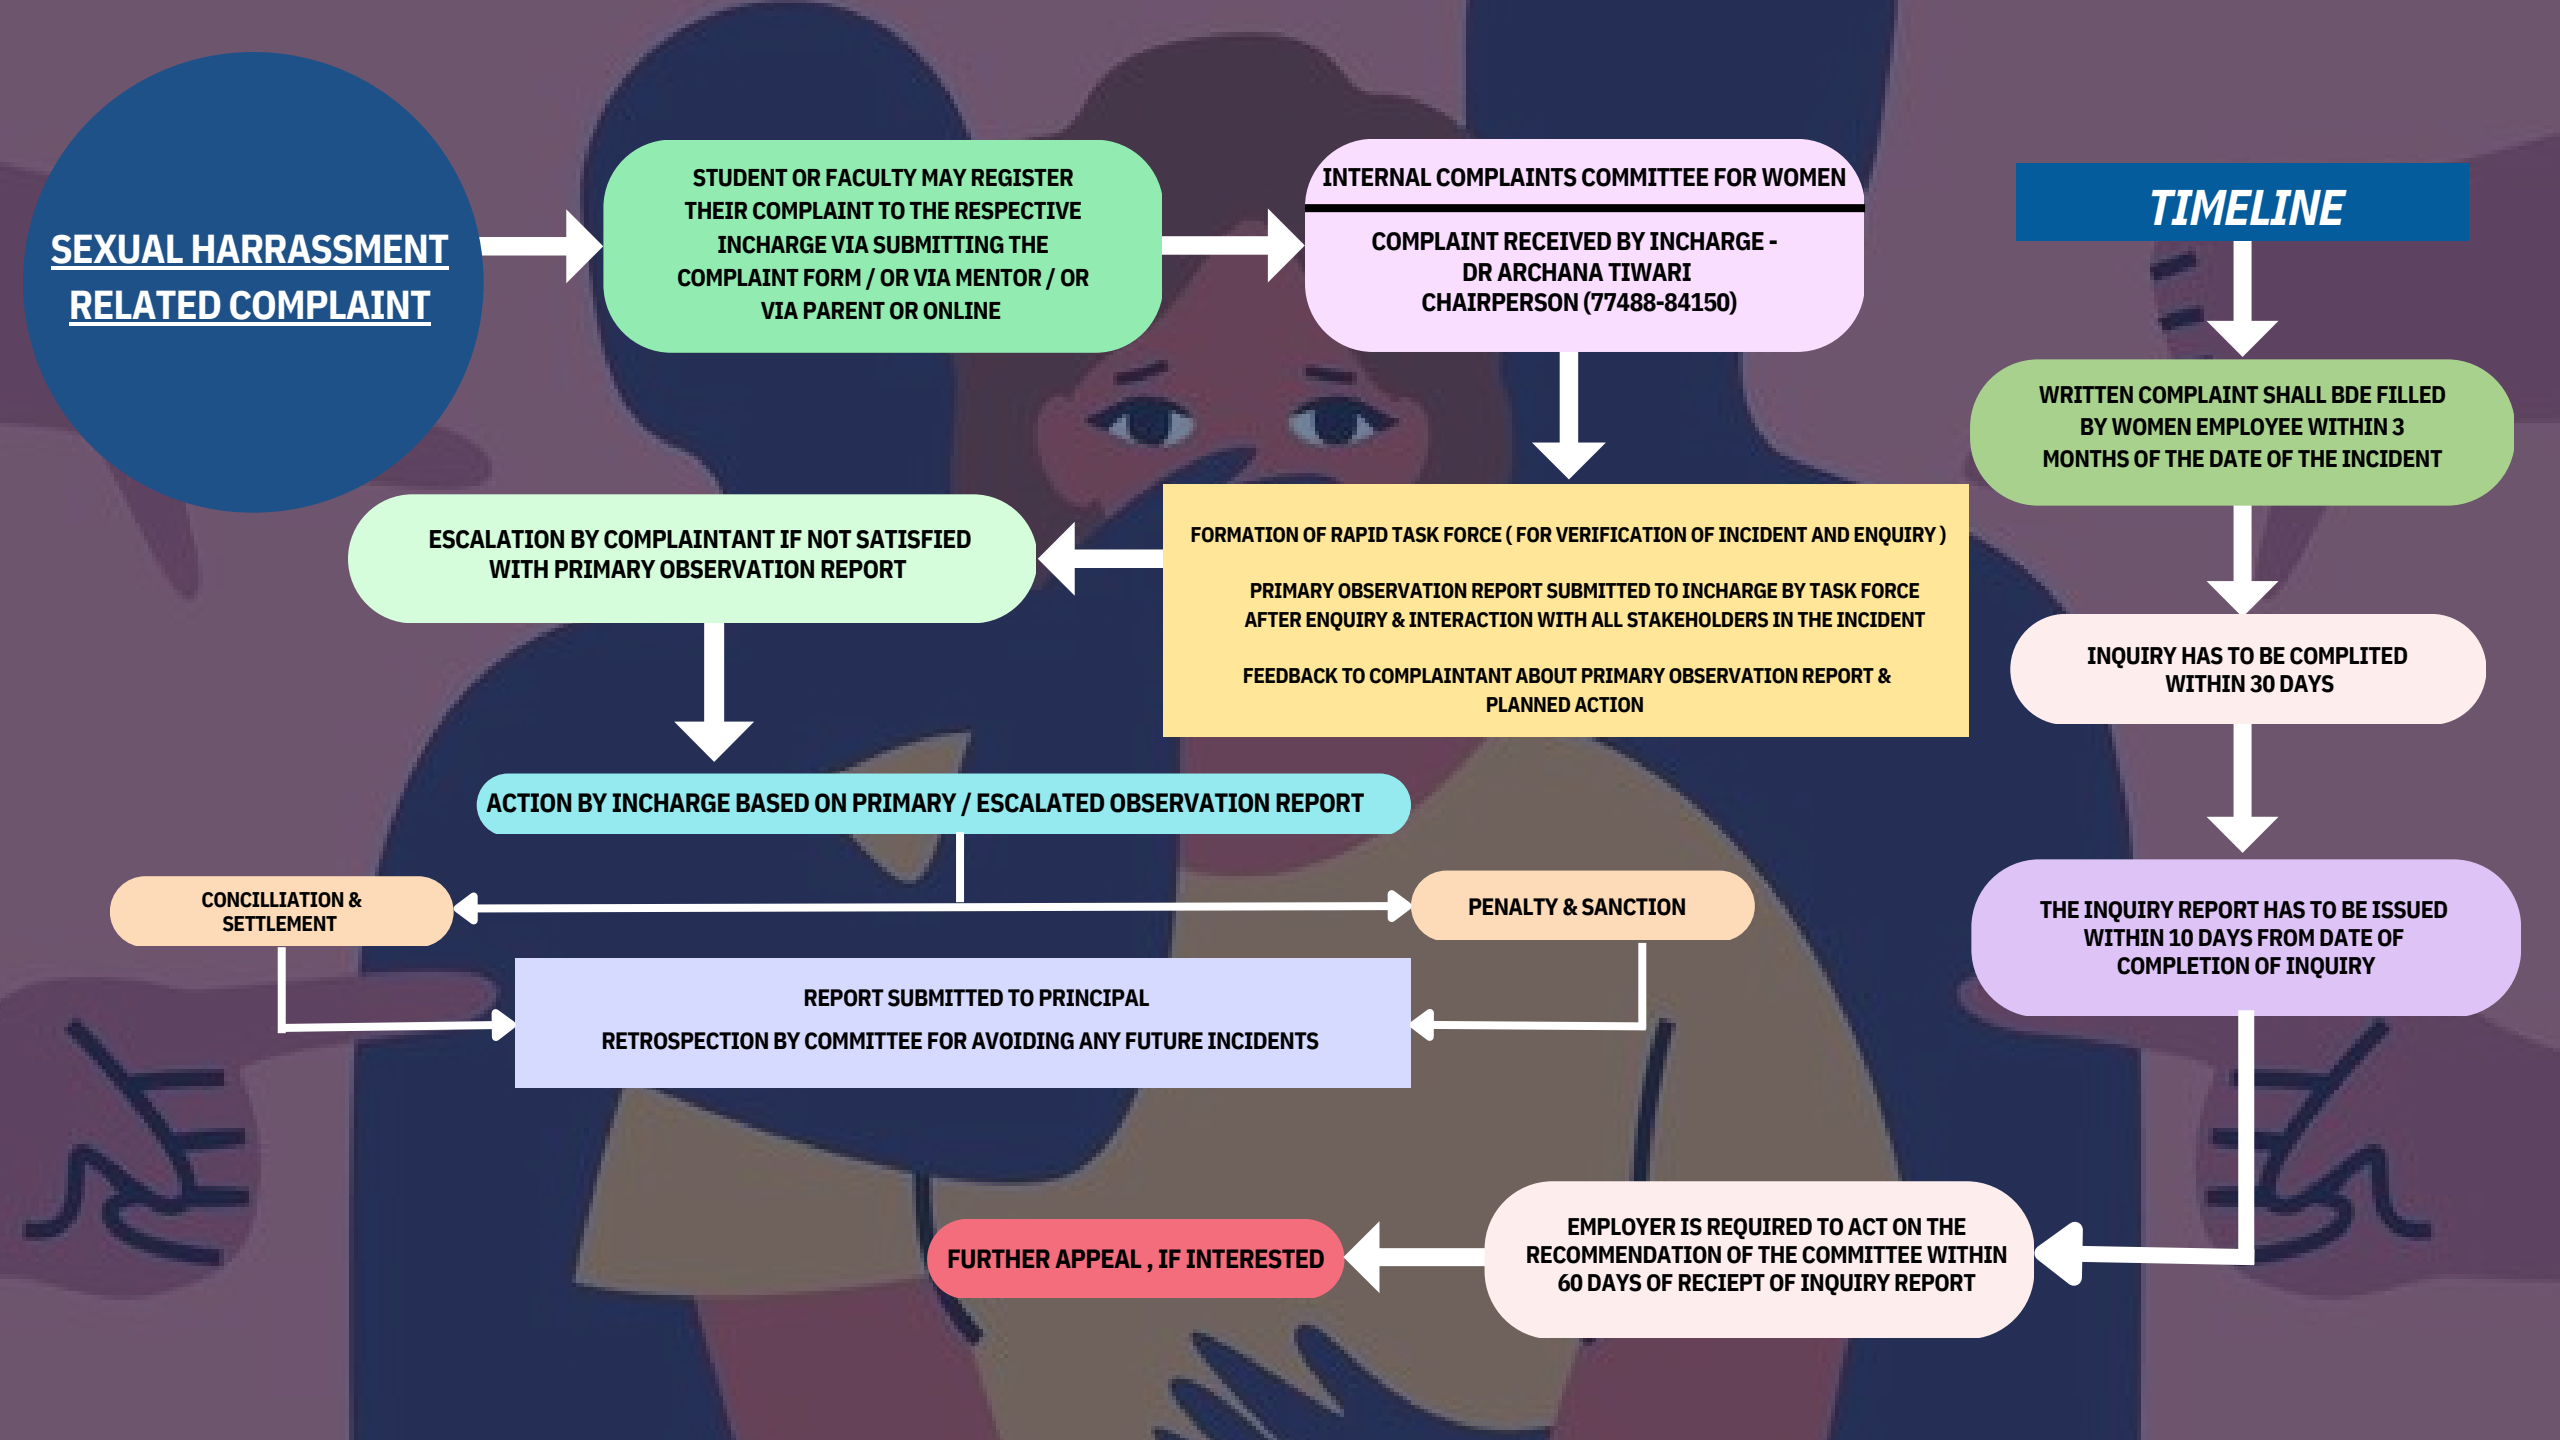 SEXUAL HARRASSMENT
RELATED COMPLAINT
STUDENT OR FACULTY MAY REGISTER
THEIR COMPLAINT TO THE RESPECTIVE
INCHARGE VIA SUBMITTING THE
COMPLAINT FORM / OR VIA MENTOR / OR
VIA PARENT OR ONLINE
INTERNAL COMPLAINTS COMMITTEE FOR WOMEN
COMPLAINT RECEIVED BY INCHARGE -
DR ARCHANA TIWARI
CHAIRPERSON (77488-84150)
FORMATION OF RAPID TASK FORCE ( FOR VERIFICATION OF INCIDENT AND ENQUIRY )
PRIMARY OBSERVATION REPORT SUBMITTED TO INCHARGE BY TASK FORCE
AFTER ENQUIRY & INTERACTION WITH ALL STAKEHOLDERS IN THE INCIDENT
FEEDBACK TO COMPLAINTANT ABOUT PRIMARY OBSERVATION REPORT &
PLANNED ACTION
ESCALATION BY COMPLAINTANT IF NOT SATISFIED
WITH PRIMARY OBSERVATION REPORT
ACTION BY INCHARGE BASED ON PRIMARY / ESCALATED OBSERVATION REPORT
CONCILLIATION &
SETTLEMENT
PENALTY & SANCTION
REPORT SUBMITTED TO PRINCIPAL
RETROSPECTION BY COMMITTEE FOR AVOIDING ANY FUTURE INCIDENTS
TIMELINE
WRITTEN COMPLAINT SHALL BDE FILLED
BY WOMEN EMPLOYEE WITHIN 3
MONTHS OF THE DATE OF THE INCIDENT
INQUIRY HAS TO BE COMPLITED
WITHIN 30 DAYS
THE INQUIRY REPORT HAS TO BE ISSUED
WITHIN 10 DAYS FROM DATE OF
COMPLETION OF INQUIRY
EMPLOYER IS REQUIRED TO ACT ON THE
RECOMMENDATION OF THE COMMITTEE WITHIN
60 DAYS OF RECIEPT OF INQUIRY REPORT
FURTHER APPEAL , IF INTERESTED